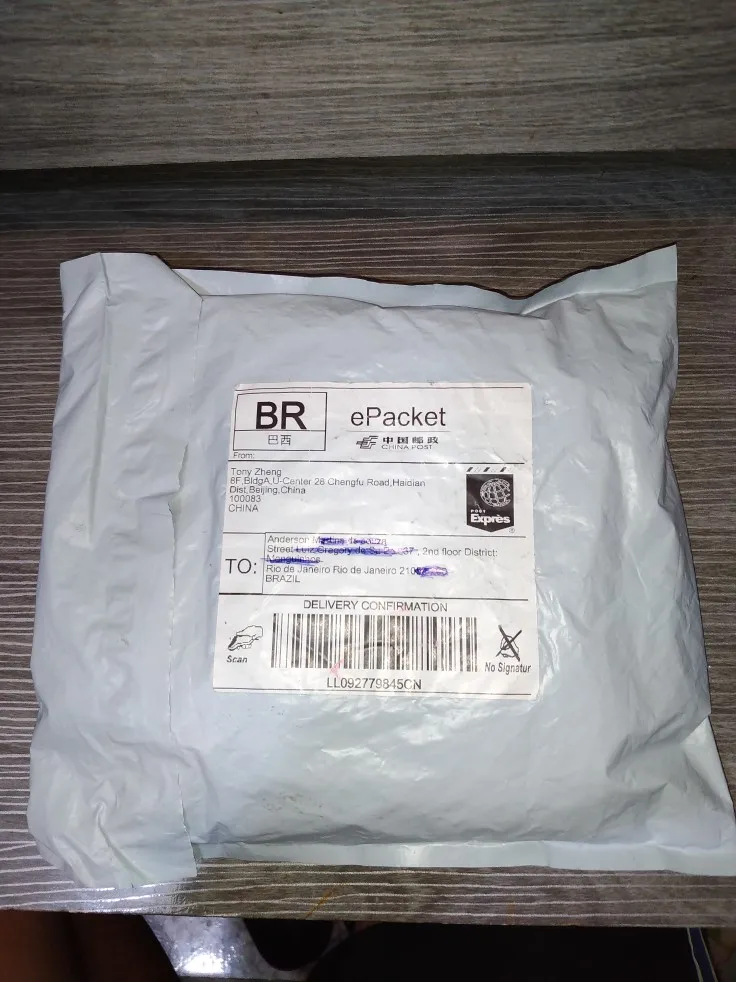 BR
巴西
ePacket
中国邮政
CHINA POST
From:
Tony Zheng
8F,BldgA,U-Center 28 Chengfu Road,Haidian
Dist,Beijing,China
100083
CHINA
POST
Exprès
TO:
Anderson
Street 2nd floor District:
Rio de Janeiro Rio de Janeiro
BRAZIL
DELIVERY CONFIRMATION
Scan
No Signatur
LL092779845CN